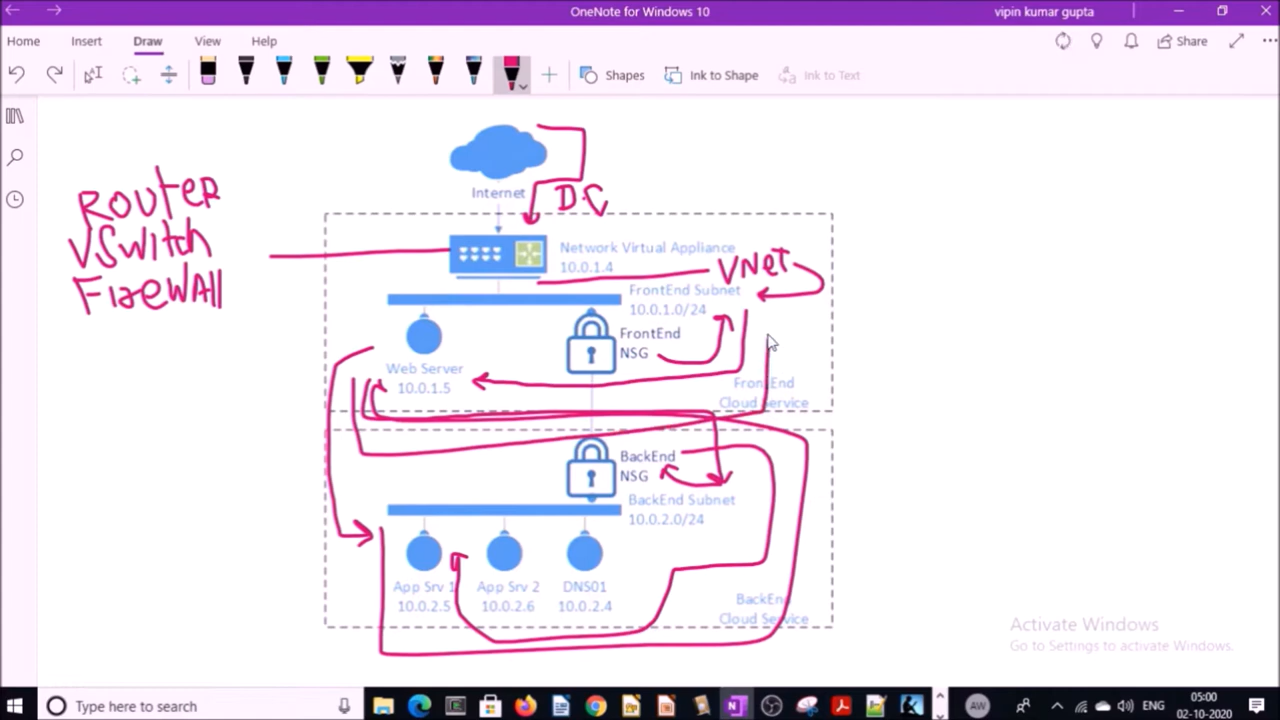 OneNote for Windows 10
vipin kumar gupta
Home
Insert
Draw
View
Help
Share
Shapes
Ink to Shape
Ink to Text
Internet
D.C
ROUTER
VSwitch
FireWAll
Network Virtual Appliance
10.0.1.4
VNet
FrontEnd Subnet
10.0.1.0/24
FrontEnd
NSG
Web Server
10.0.1.5
FrontEnd
Cloud Service
BackEnd
NSG
BackEnd Subnet
10.0.2.0/24
App Srv 1
10.0.2.5
App Srv 2
10.0.2.6
DNS01
10.0.2.4
BackEnd
Cloud Service
Activate Windows
Go to Settings to activate Windows.
Type here to search
AW
ENG
05:00
02-10-2020